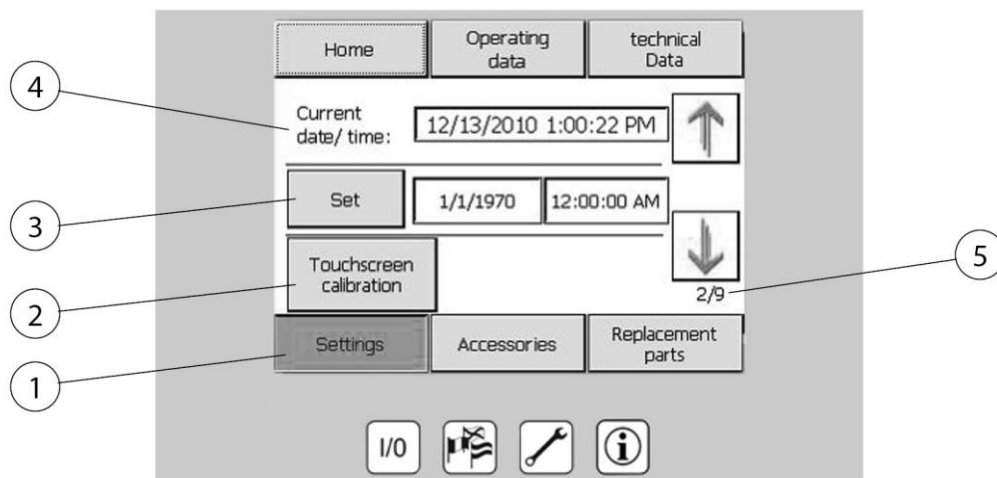 Home
Operating
data
technical
Data
4
Current
date/ time:
12/13/2010 1:00:22 PM
3
Set
1/1/1970
12:00:00 AM
5
Touchscreen
calibration
2
2/9
Settings
Accessories
Replacement
parts
1
I/0
i